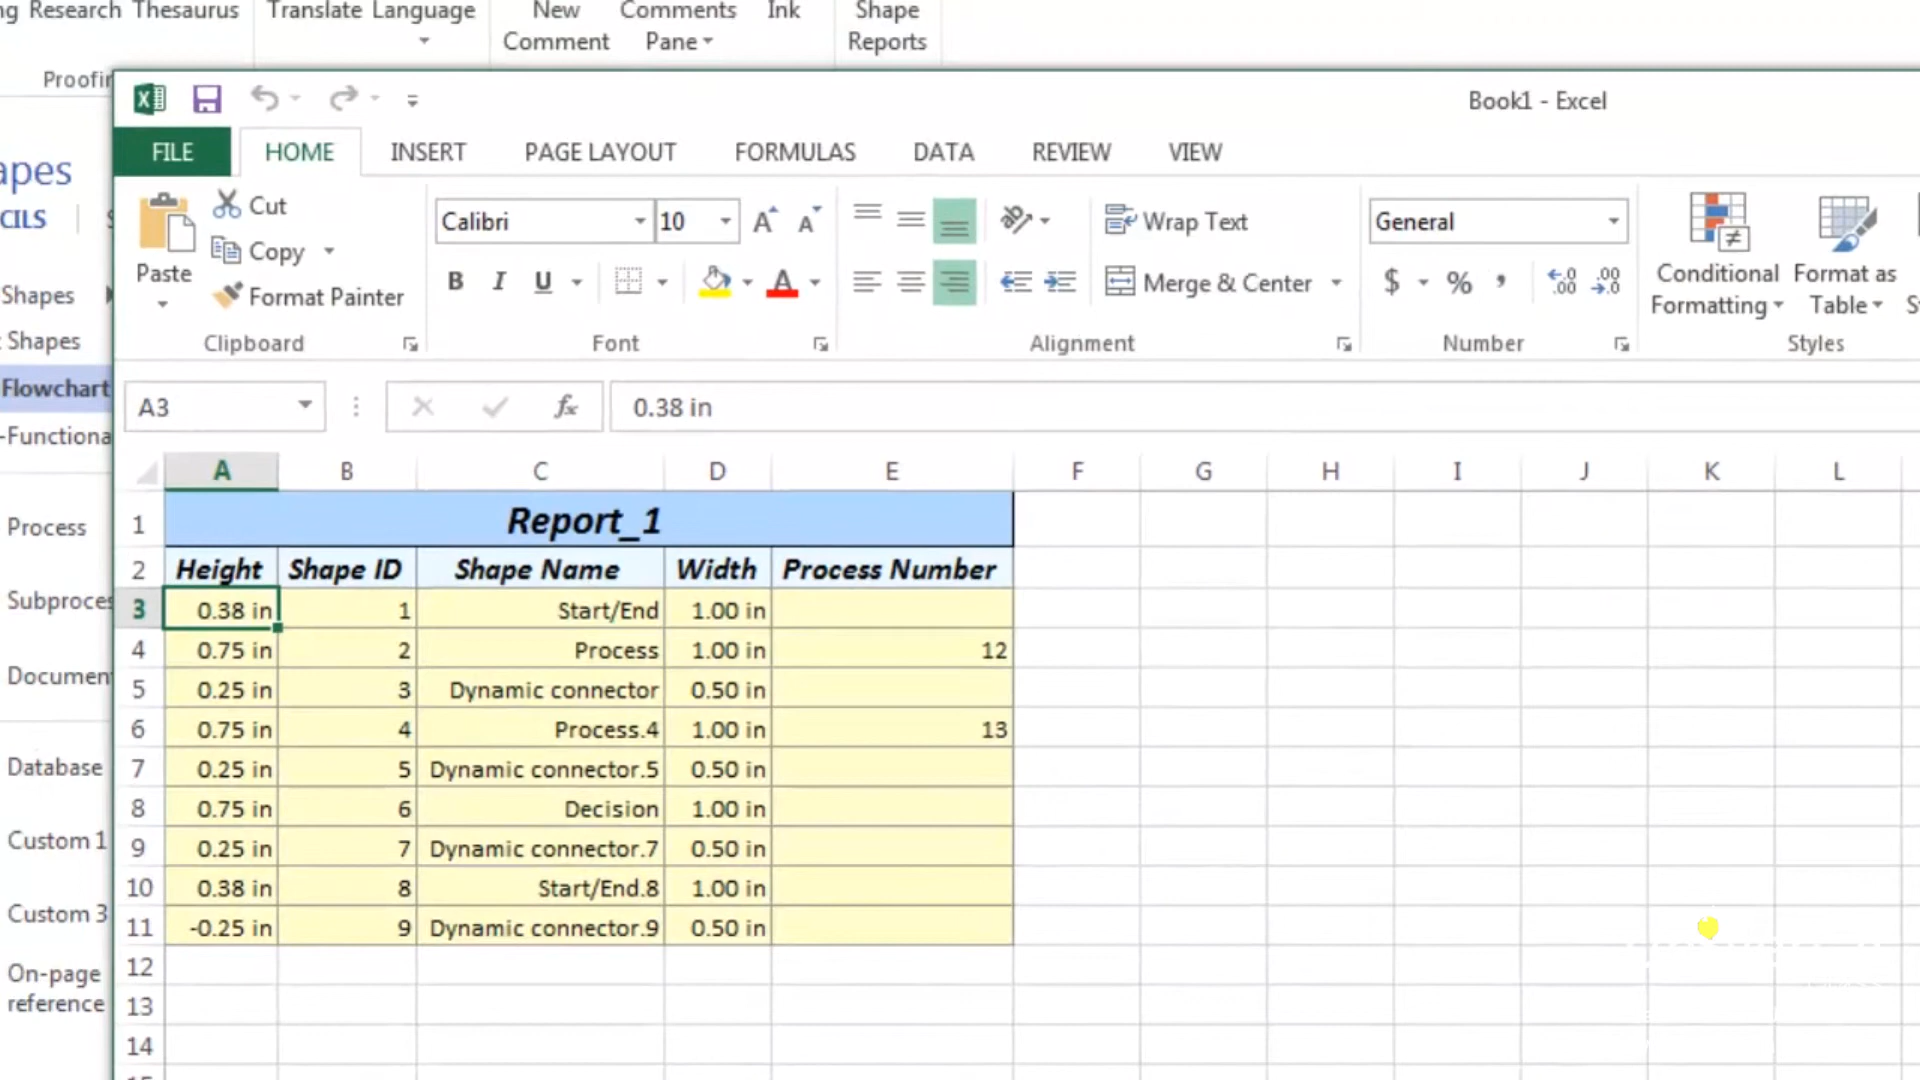 Research Thesaurus Translate Language New Comments Ink Shape
Comment Pane Reports
Book1 - Excel
FILE HOME INSERT PAGE LAYOUT FORMULAS DATA REVIEW VIEW
Cut
Copy
Format Painter
Paste
Clipboard
Calibri 10
B I U A
Font
Wrap Text
Merge & Center
Alignment
General
$ % ,
Number
Conditional Format as
Formatting Table
Styles
A3 fx 0.38 in
A B C D E F G H I J K L
1 Report_1
2 Height Shape ID Shape Name Width Process Number
3 0.38 in 1 Start/End 1.00 in
4 0.75 in 2 Process 1.00 in 12
5 0.25 in 3 Dynamic connector 0.50 in
6 0.75 in 4 Process.4 1.00 in 13
7 0.25 in 5 Dynamic connector.5 0.50 in
8 0.75 in 6 Decision 1.00 in
9 0.25 in 7 Dynamic connector.7 0.50 in
10 0.38 in 8 Start/End.8 1.00 in
11 -0.25 in 9 Dynamic connector.9 0.50 in
12
13
14
Shapes
Shapes
Flowchart
Process
Database
Custom 1
Custom 3
On-page
reference